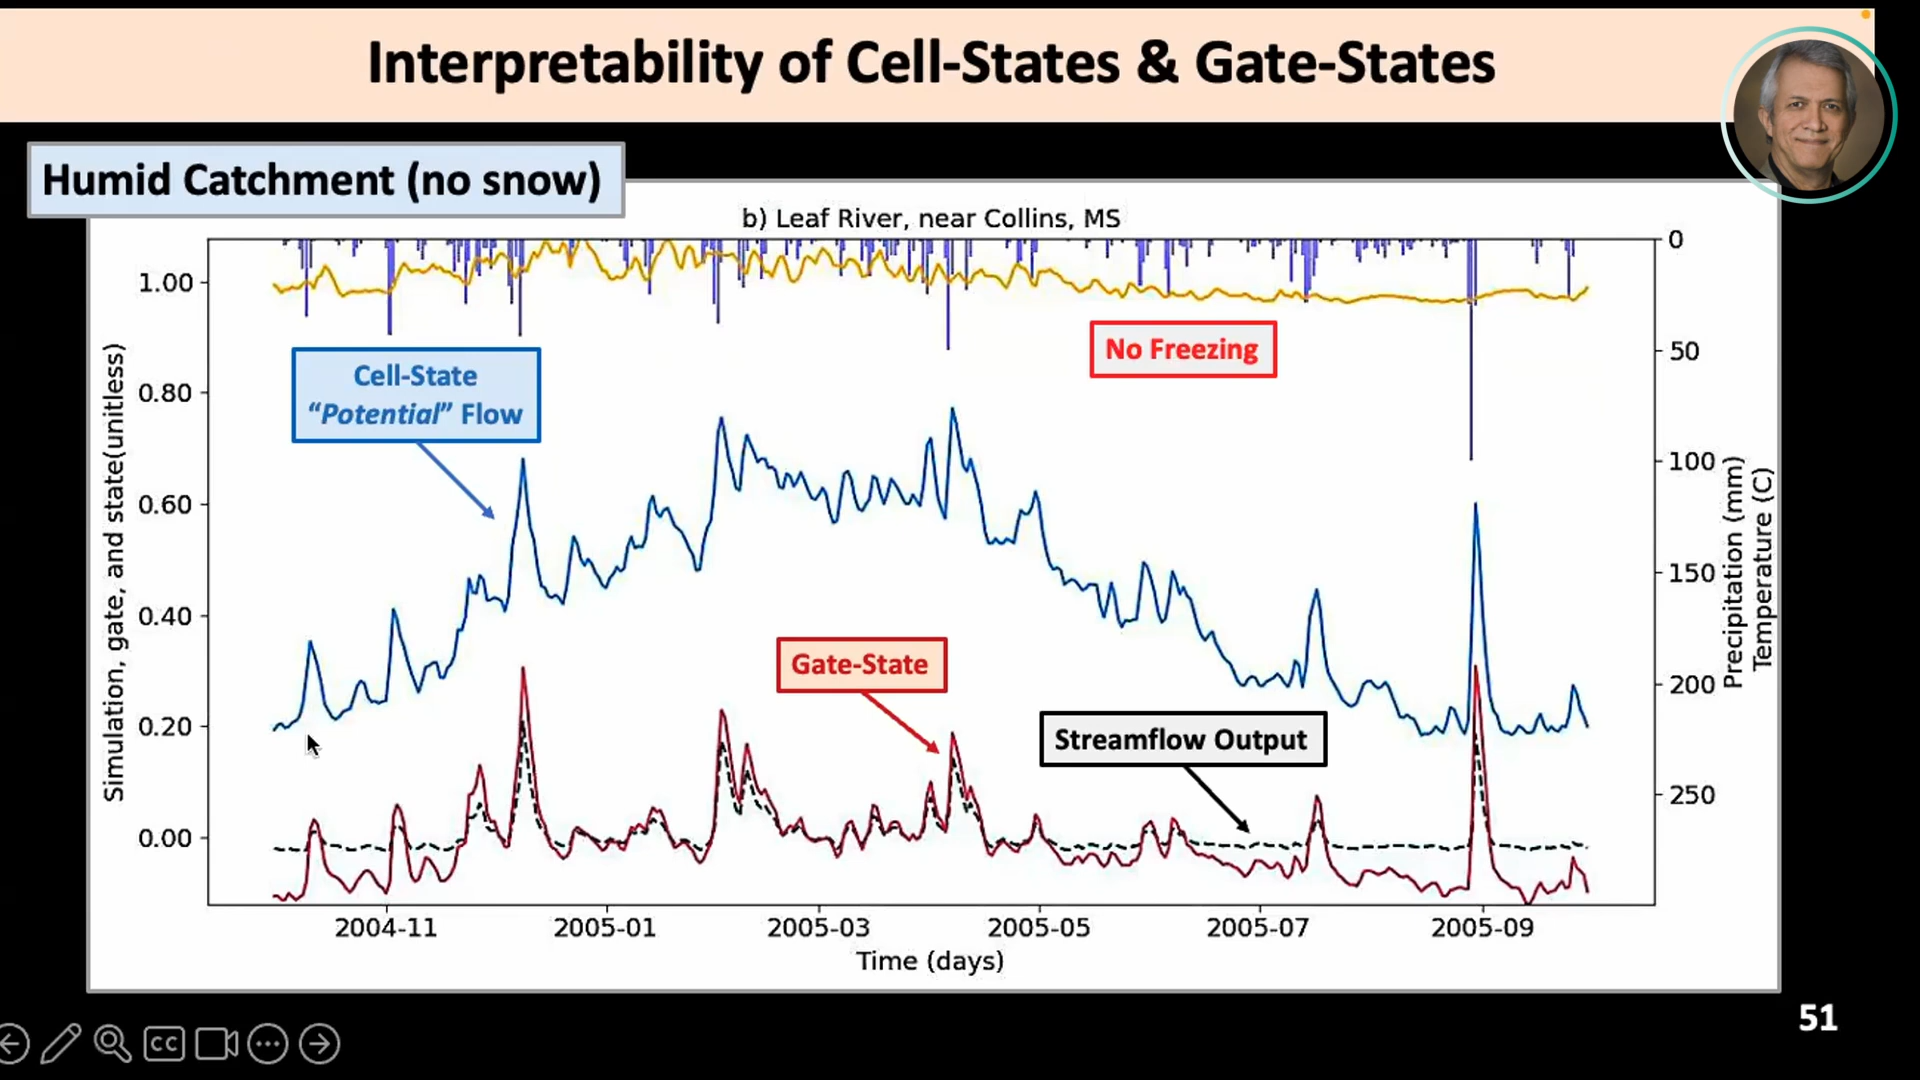 Interpretability of Cell-States & Gate-States
Humid Catchment (no snow)
b) Leaf River, near Collins, MS
Simulation, gate, and state(unitless)
1.00
0.80
0.60
0.40
0.20
0.00
Cell-State
“Potential” Flow
No Freezing
Gate-State
Streamflow Output
0
50
100
150
200
250
Precipitation (mm)
Temperature (C)
2004-11
2005-01
2005-03
2005-05
2005-07
2005-09
Time (days)
51
CC